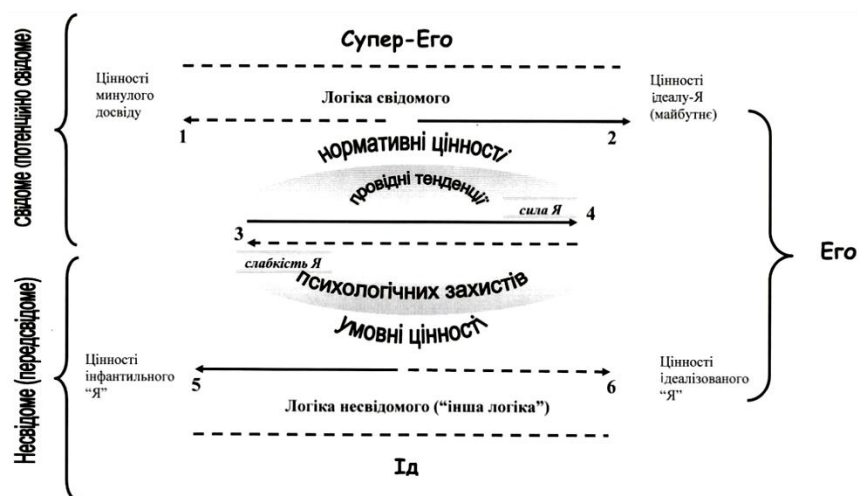 Супер-Его
Свідоме (потенційно свідоме)
Цінності
минулого
досвіду
Логіка свідомого
Цінності
ідеалу-Я
(майбутнє)
1
2
нормативні цінності
провідні тенденції
сила Я
4
3
слабкість Я
Его
психологічних захистів
умовні цінності
Несвідоме (передсвідоме)
Цінності
інфантильного
“Я”
5
6
Цінності
ідеалізованого
“Я”
Логіка несвідомого (“інша логіка”)
Ід